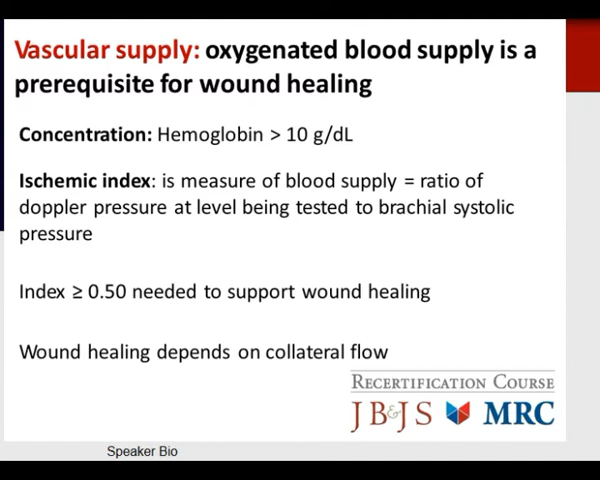 Vascular supply: oxygenated blood supply is a
prerequisite for wound healing
Concentration: Hemoglobin > 10 g/dL
Ischemic index: is measure of blood supply = ratio of
doppler pressure at level being tested to brachial systolic
pressure
Index ≥ 0.50 needed to support wound healing
Wound healing depends on collateral flow
RECERTIFICATION COURSE
JB&JS MRC
Speaker Bio